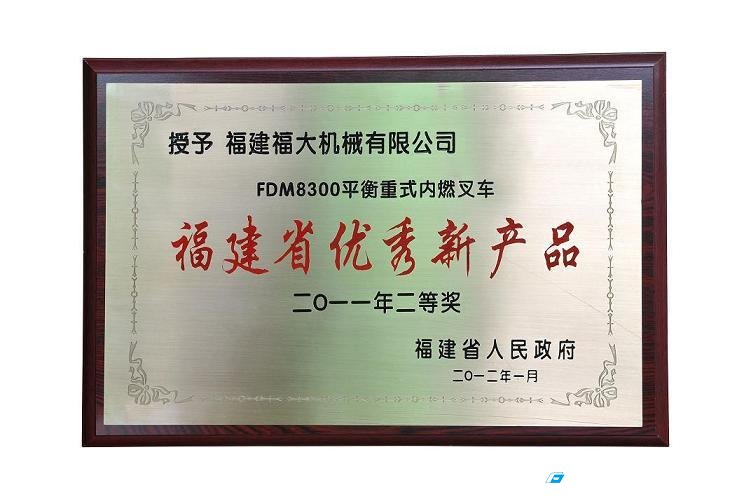 授予 福建福大机械有限公司
FDM8300平衡重式内燃叉车
福建省优秀新产品
二〇一一年二等奖
福建省人民政府
二〇一二年一月